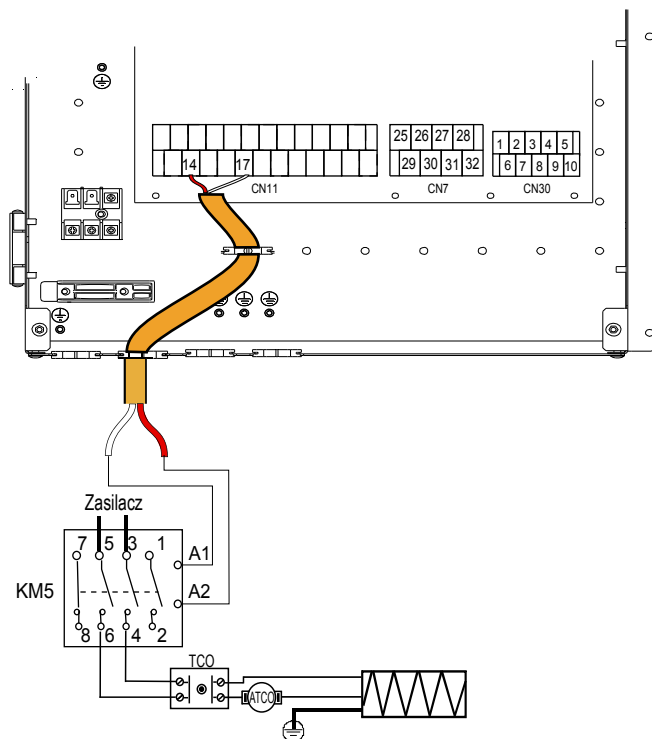 25 26 27 28
1 2 3 4 5
14 17
29 30 31 32
6 7 8 9 10
CN11
CN7
CN30
Zasilacz
7 5 3 1
A1
KM5
A2
8 6 4 2
TCO
ATCO